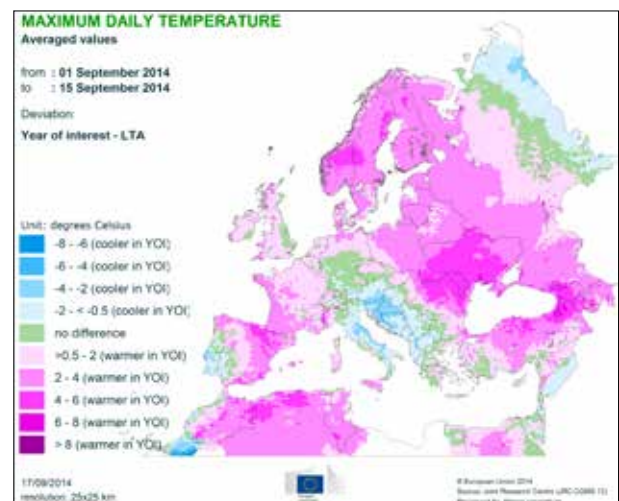 MAXIMUM DAILY TEMPERATURE
Averaged values
from : 01 September 2014
to : 15 September 2014
Deviation:
Year of interest - LTA
Unit: degrees Celsius
-8 - -6 (cooler in YOI)
-6 - -4 (cooler in YOI)
-4 - -2 (cooler in YOI)
-2 - < -0.5 (cooler in YOI)
no difference
>0.5 - 2 (warmer in YOI)
2 - 4 (warmer in YOI)
4 - 6 (warmer in YOI)
6 - 8 (warmer in YOI)
> 8 (warmer in YOI)
17/09/2014
resolution: 25x25 km
© European Union 2014
Source: Joint Research Centre